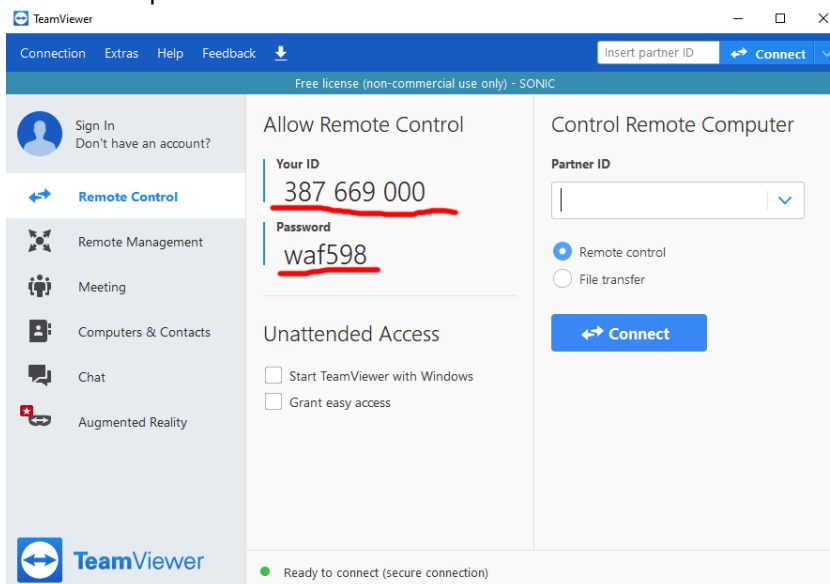 TeamViewer
Connection Extras Help Feedback
Insert partner ID
Connect
Free license (non-commercial use only) - SONIC
Sign In
Don't have an account?
Remote Control
Remote Management
Meeting
Computers & Contacts
Chat
Augmented Reality
TeamViewer
Allow Remote Control
Your ID
387 669 000
Password
waf598
Unattended Access
Start TeamViewer with Windows
Grant easy access
Control Remote Computer
Partner ID
Remote control
File transfer
Connect
Ready to connect (secure connection)